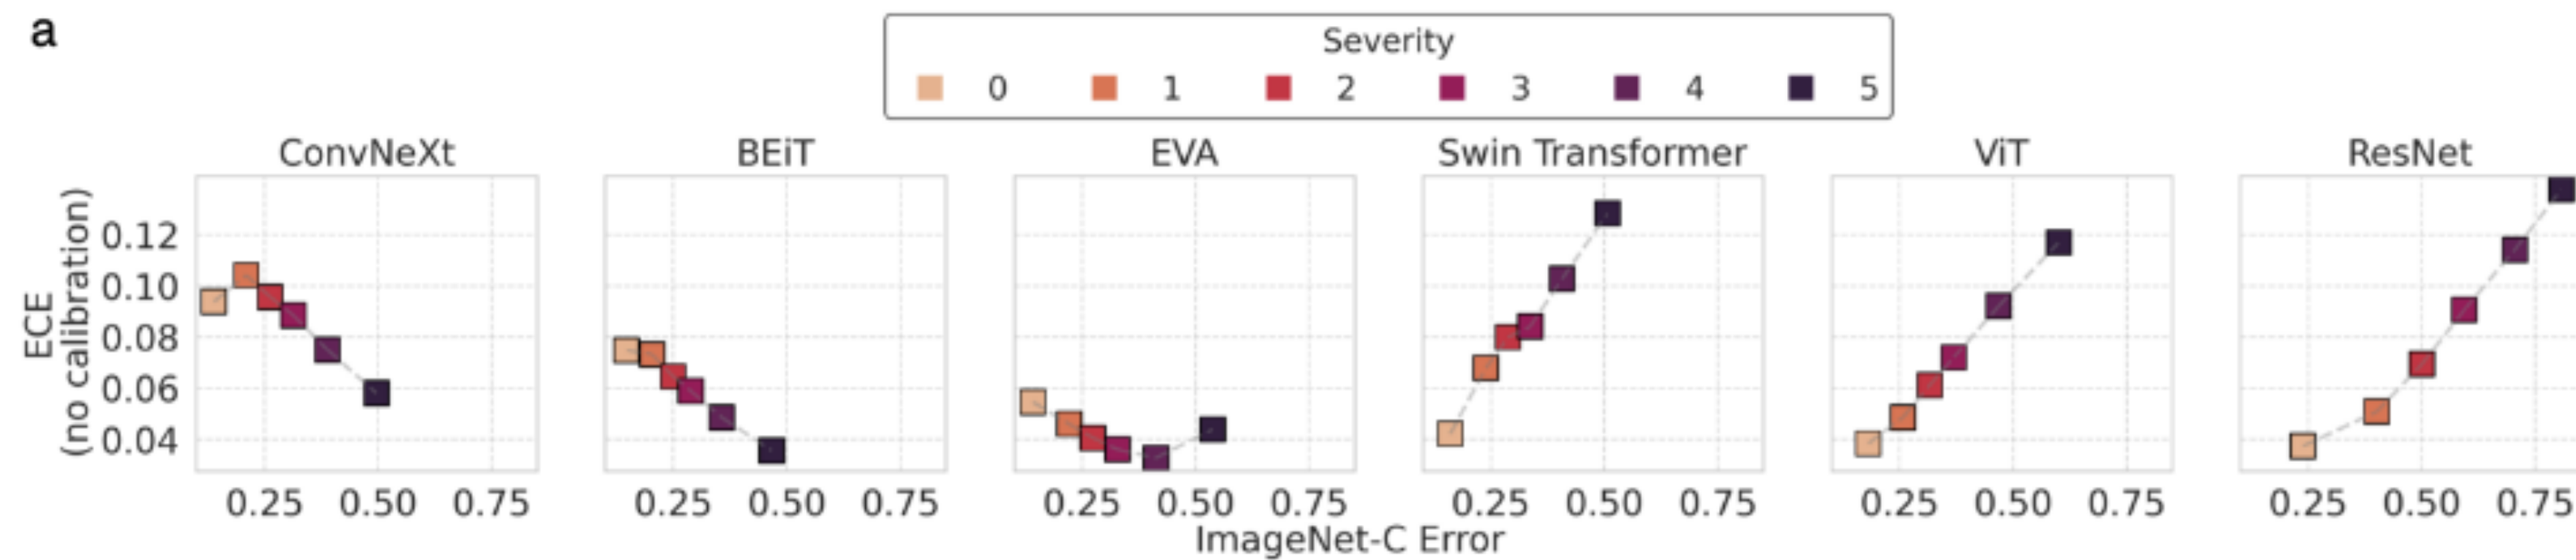 a
Severity
0 1 2 3 4 5
ConvNeXt BEiT EVA Swin Transformer ViT ResNet
ECE
(no calibration)
0.12
0.10
0.08
0.06
0.04
0.25 0.50 0.75 0.25 0.50 0.75 0.25 0.50 0.75 0.25 0.50 0.75 0.25 0.50 0.75 0.25 0.50 0.75
ImageNet-C Error